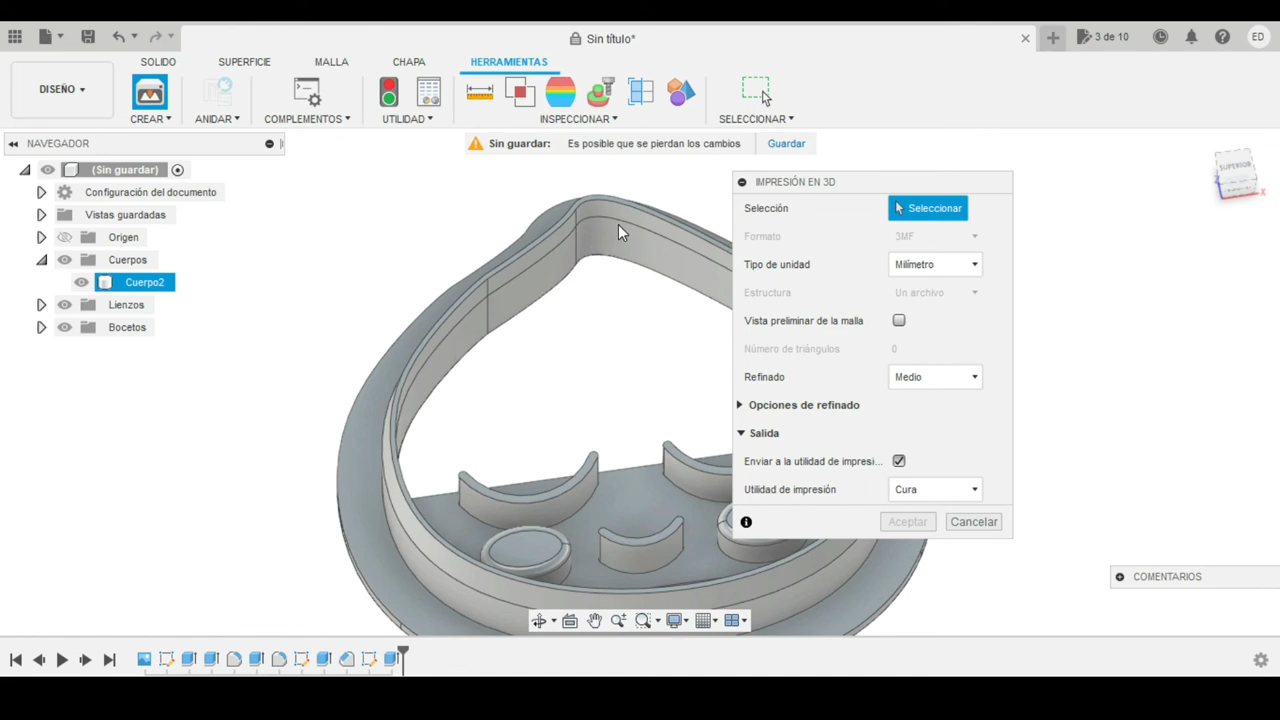 Sin título*
3 de 10
ED
DISEÑO
SOLIDO
SUPERFICIE
MALLA
CHAPA
HERRAMIENTAS
CREAR
ANIDAR
COMPLEMENTOS
UTILIDAD
INSPECCIONAR
SELECCIONAR
NAVEGADOR
Sin guardar:
Es posible que se pierdan los cambios
Guardar
(Sin guardar)
Configuración del documento
Vistas guardadas
Origen
Cuerpos
Cuerpo2
Lienzos
Bocetos
SUPERIOR
X
IMPRESIÓN EN 3D
Selección
Seleccionar
Formato
3MF
Tipo de unidad
Milímetro
Estructura
Un archivo
Vista preliminar de la malla
Número de triángulos
0
Refinado
Medio
Opciones de refinado
Salida
Enviar a la utilidad de impresi...
Utilidad de impresión
Cura
Aceptar
Cancelar
COMENTARIOS